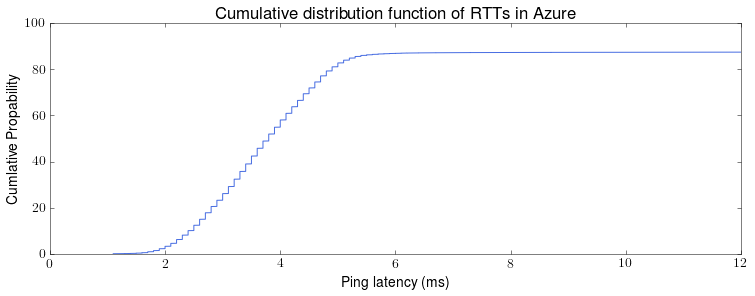 Cumulative distribution function of RTTs in Azure
100
80
60
40
20
0
Cumlative Propability
0 2 4 6 8 10 12
Ping latency (ms)